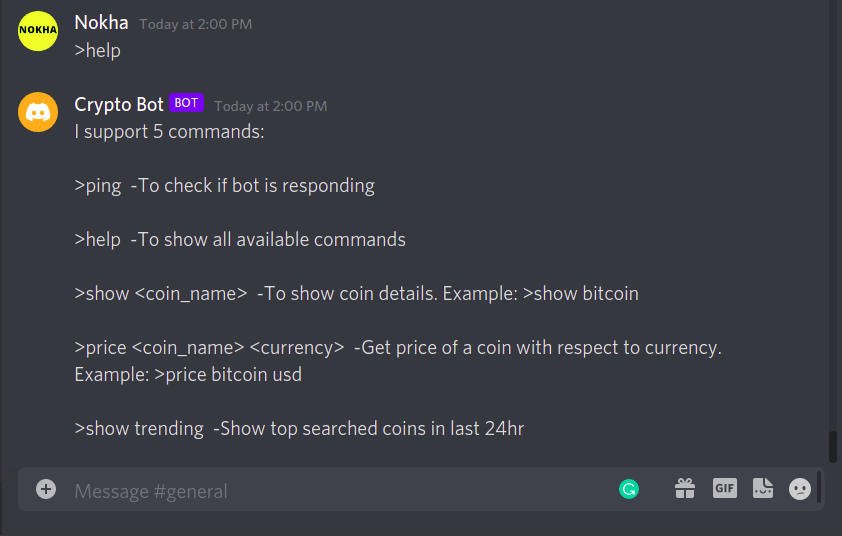 NOKHA
Nokha Today at 2:00 PM
>help
Crypto Bot BOT Today at 2:00 PM
I support 5 commands:
>ping -To check if bot is responding
>help -To show all available commands
>show <coin_name> -To show coin details. Example: >show bitcoin
>price <coin_name> <currency> -Get price of a coin with respect to currency.
Example: >price bitcoin usd
>show trending -Show top searched coins in last 24hr
Message #general
GIF